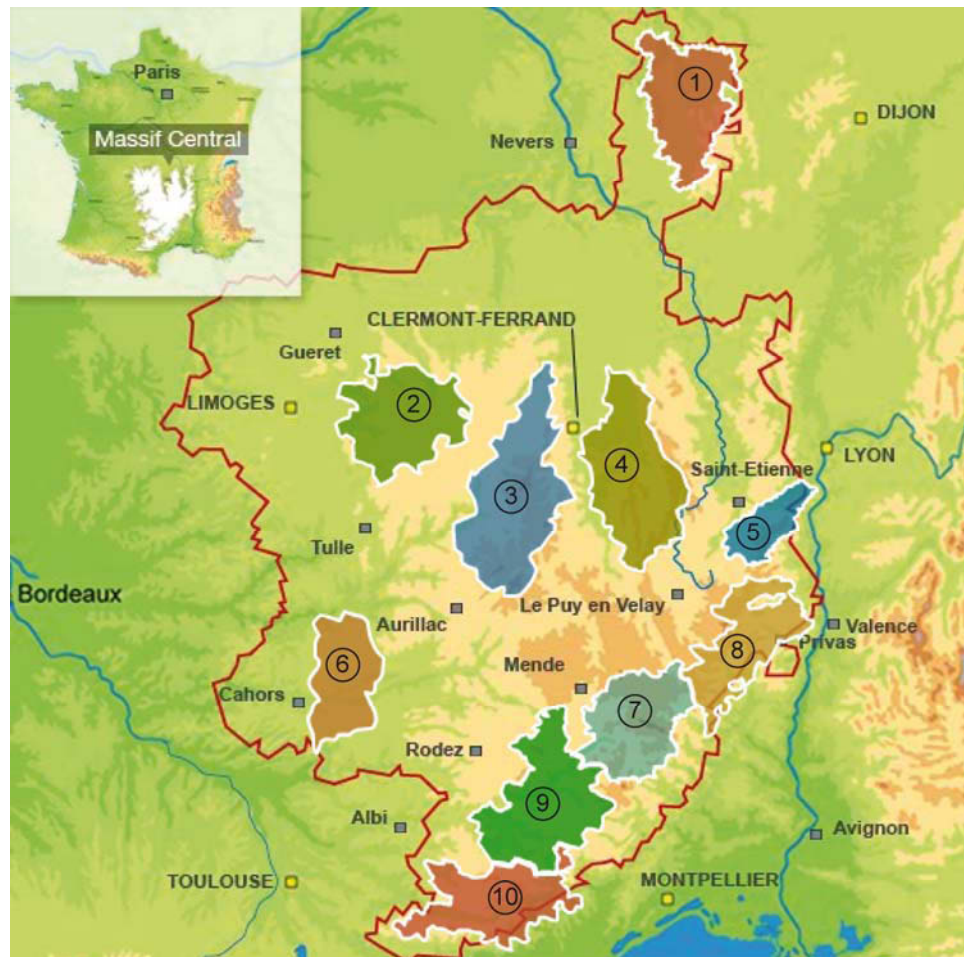 Paris
Massif Central
1
DIJON
Nevers
CLERMONT-FERRAND
Gueret
LIMOGES
2
3
4
LYON
Saint-Etienne
5
Tulle
Bordeaux
Aurillac
Le Puy en Velay
Valence
Privas
8
6
Mende
Cahors
7
Rodez
9
Albi
Avignon
TOULOUSE
MONTPELLIER
10